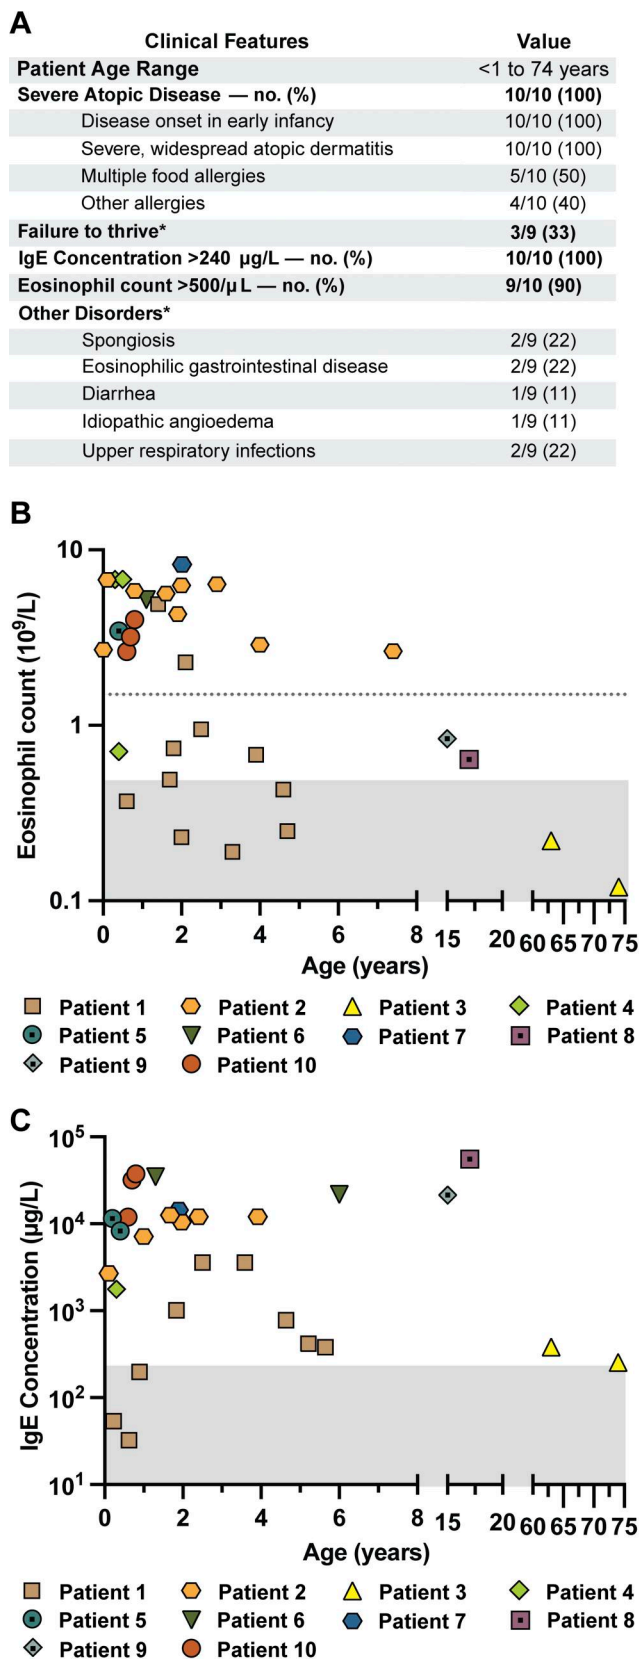 A
Clinical Features Value
Patient Age Range <1 to 74 years
Severe Atopic Disease — no. (%) 10/10 (100)
Disease onset in early infancy 10/10 (100)
Severe, widespread atopic dermatitis 10/10 (100)
Multiple food allergies 5/10 (50)
Other allergies 4/10 (40)
Failure to thrive* 3/9 (33)
IgE Concentration >240 µg/L — no. (%) 10/10 (100)
Eosinophil count >500/µL — no. (%) 9/10 (90)
Other Disorders*
Spongiosis 2/9 (22)
Eosinophilic gastrointestinal disease 2/9 (22)
Diarrhea 1/9 (11)
Idiopathic angioedema 1/9 (11)
Upper respiratory infections 2/9 (22)
B
Eosinophil count (10⁹/L)
10
1
0.1
0 2 4 6 8 15 20 60 65 70 75
Age (years)
Patient 1 Patient 2 Patient 3 Patient 4
Patient 5 Patient 6 Patient 7 Patient 8
Patient 9 Patient 10
C
IgE Concentration (µg/L)
10⁵
10⁴
10³
10²
10¹
0 2 4 6 8 15 20 60 65 70 75
Age (years)
Patient 1 Patient 2 Patient 3 Patient 4
Patient 5 Patient 6 Patient 7 Patient 8
Patient 9 Patient 10